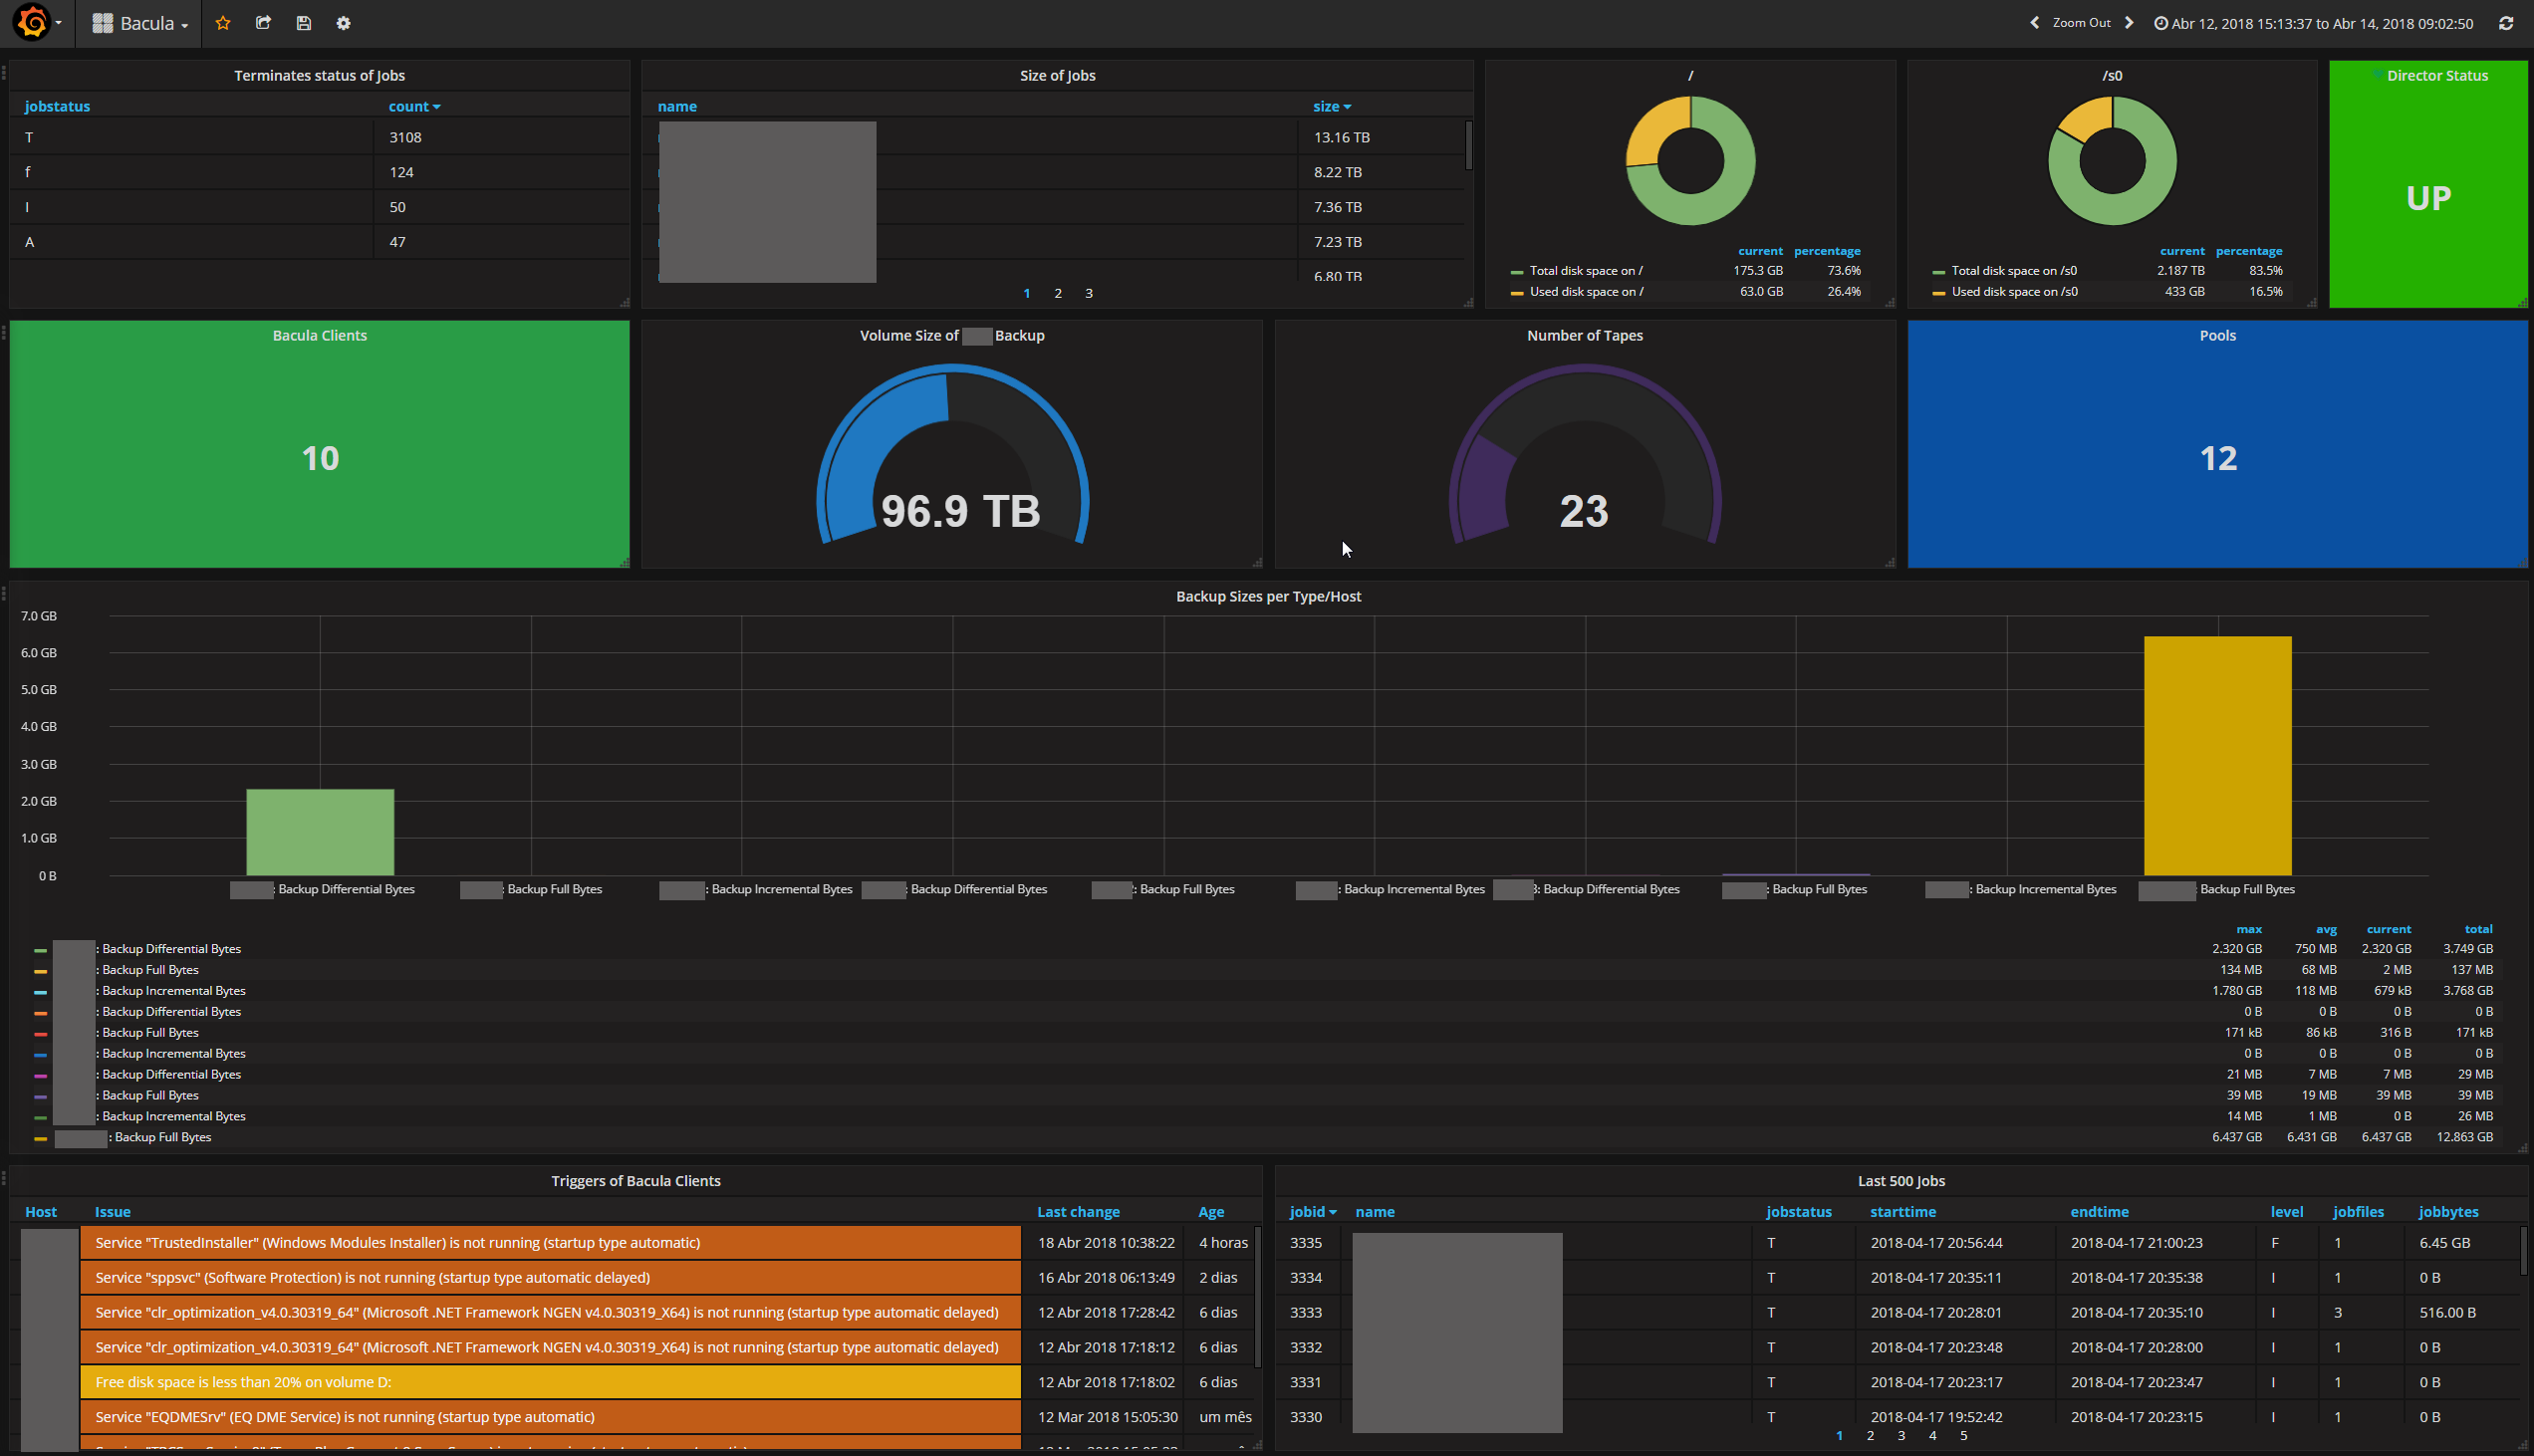 Bacula
Zoom Out
Abr 12, 2018 15:13:37 to Abr 14, 2018 09:02:50
Terminates status of Jobs
jobstatus count
T 3108
f 124
I 50
A 47
Size of Jobs
name size
13.16 TB
8.22 TB
7.36 TB
7.23 TB
6.80 TB
1 2 3
/
current percentage
Total disk space on / 175.3 GB 73.6%
Used disk space on / 63.0 GB 26.4%
/s0
current percentage
Total disk space on /s0 2.187 TB 83.5%
Used disk space on /s0 433 GB 16.5%
Director Status
UP
Bacula Clients
10
Volume Size of Backup
96.9 TB
Number of Tapes
23
Pools
12
Backup Sizes per Type/Host
7.0 GB
6.0 GB
5.0 GB
4.0 GB
3.0 GB
2.0 GB
1.0 GB
0 B
: Backup Differential Bytes : Backup Full Bytes : Backup Incremental Bytes : Backup Differential Bytes : Backup Full Bytes : Backup Incremental Bytes 3: Backup Differential Bytes : Backup Full Bytes : Backup Incremental Bytes Backup Full Bytes
max avg current total
: Backup Differential Bytes 2.320 GB 750 MB 2.320 GB 3.749 GB
: Backup Full Bytes 134 MB 68 MB 2 MB 137 MB
: Backup Incremental Bytes 1.780 GB 118 MB 679 kB 3.768 GB
: Backup Differential Bytes 0 B 0 B 0 B 0 B
: Backup Full Bytes 171 kB 86 kB 316 B 171 kB
: Backup Incremental Bytes 0 B 0 B 0 B 0 B
: Backup Differential Bytes 21 MB 7 MB 7 MB 29 MB
: Backup Full Bytes 39 MB 19 MB 39 MB 39 MB
: Backup Incremental Bytes 14 MB 1 MB 0 B 26 MB
: Backup Full Bytes 6.437 GB 6.431 GB 6.437 GB 12.863 GB
Triggers of Bacula Clients
Host Issue Last change Age
Service "TrustedInstaller" (Windows Modules Installer) is not running (startup type automatic) 18 Abr 2018 10:38:22 4 horas
Service "sppsvc" (Software Protection) is not running (startup type automatic delayed) 16 Abr 2018 06:13:49 2 dias
Service "clr_optimization_v4.0.30319_64" (Microsoft .NET Framework NGEN v4.0.30319_X64) is not running (startup type automatic delayed) 12 Abr 2018 17:28:42 6 dias
Service "clr_optimization_v4.0.30319_64" (Microsoft .NET Framework NGEN v4.0.30319_X64) is not running (startup type automatic delayed) 12 Abr 2018 17:18:12 6 dias
Free disk space is less than 20% on volume D: 12 Abr 2018 17:18:02 6 dias
Service "EQDMESrv" (EQ DME Service) is not running (startup type automatic) 12 Mar 2018 15:05:30 um mês
Last 500 Jobs
jobid name jobstatus starttime endtime level jobfiles jobbytes
3335 T 2018-04-17 20:56:44 2018-04-17 21:00:23 F 1 6.45 GB
3334 T 2018-04-17 20:35:11 2018-04-17 20:35:38 I 1 0 B
3333 T 2018-04-17 20:28:01 2018-04-17 20:35:10 I 3 516.00 B
3332 T 2018-04-17 20:23:48 2018-04-17 20:28:00 I 1 0 B
3331 T 2018-04-17 20:23:17 2018-04-17 20:23:47 I 1 0 B
3330 T 2018-04-17 19:52:42 2018-04-17 20:23:15 I 1 0 B
1 2 3 4 5